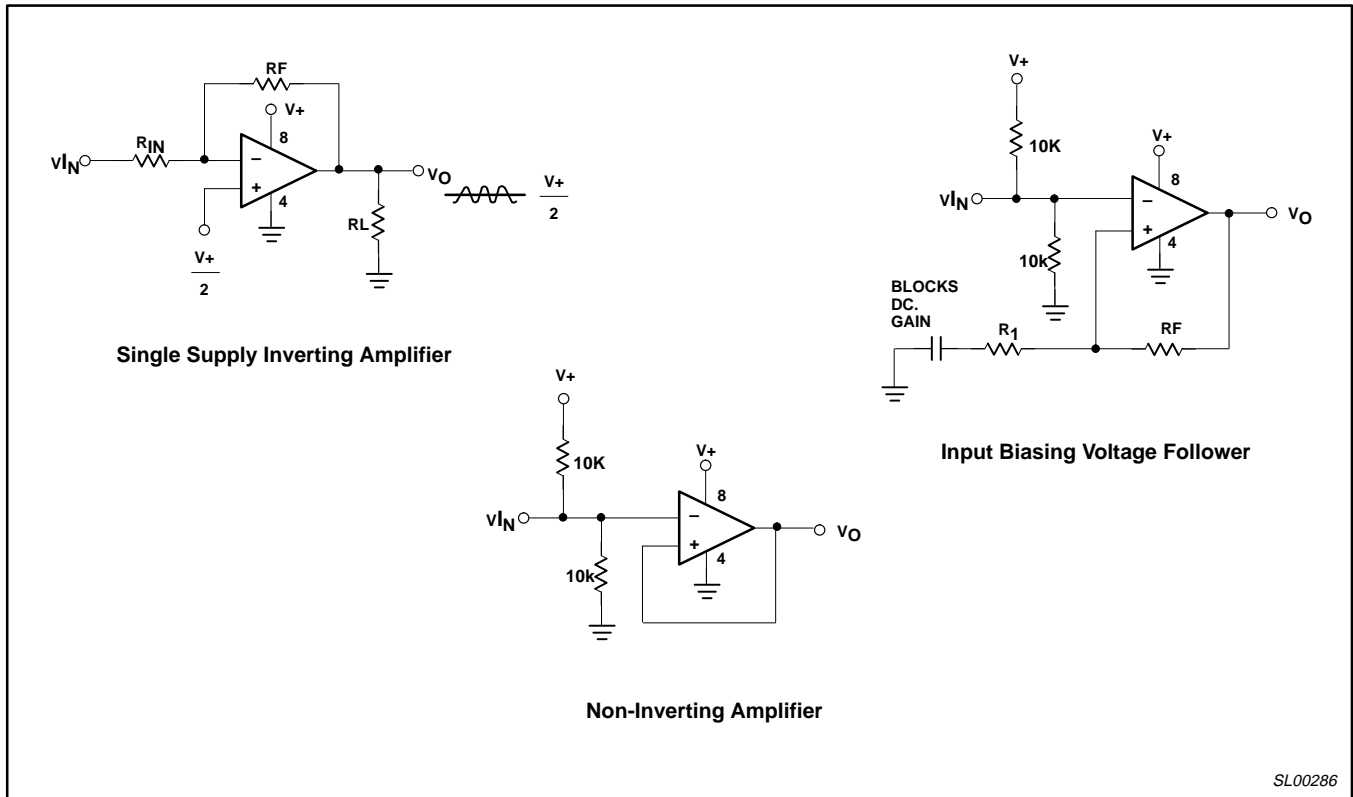 RF
V+
8
RIN
VIN
−
+
4
VO
V+
2
RL
V+
2
Single Supply Inverting Amplifier
V+
10K
V+
8
VIN
−
+
4
VO
10k
BLOCKS
DC.
GAIN
R1
RF
Input Biasing Voltage Follower
V+
10K
V+
8
VIN
−
+
4
VO
10k
Non-Inverting Amplifier
SL00286